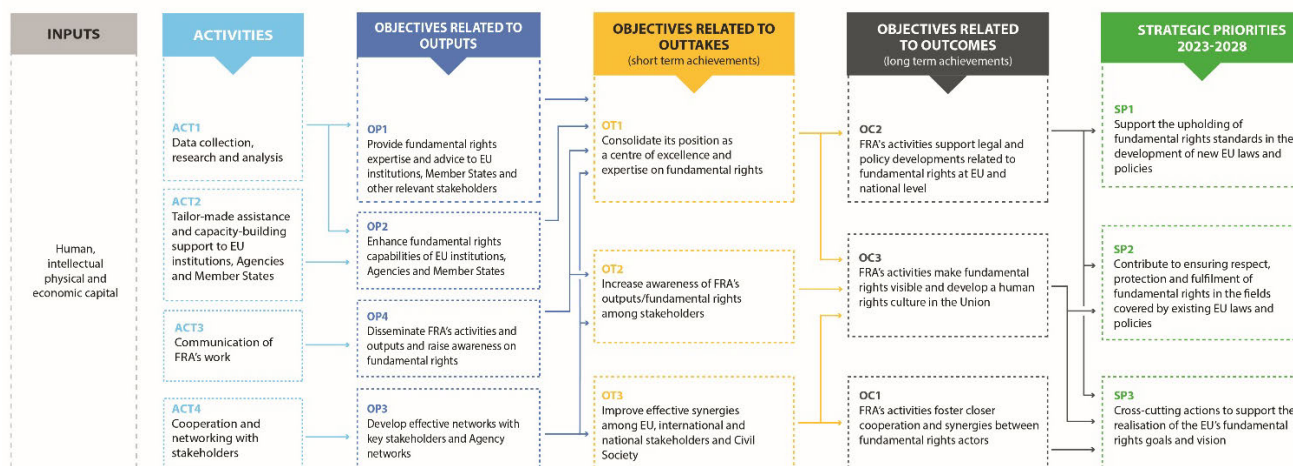 INPUTS
Human,
intellectual
physical and
economic capital
ACTIVITIES
ACT1
Data collection,
research and analysis
ACT2
Tailor-made assistance
and capacity-building
support to EU
institutions, Agencies
and Member States
ACT3
Communication of
FRA's work
ACT4
Cooperation and
networking with
stakeholders
OBJECTIVES RELATED TO
OUTPUTS
OP1
Provide fundamental rights
expertise and advice to EU
institutions, Member States and
other relevant stakeholders
OP2
Enhance fundamental rights
capabilities of EU institutions,
Agencies and Member States
OP4
Disseminate FRA's activities and
outputs and raise awareness on
fundamental rights
OP3
Develop effective networks with
key stakeholders and Agency
networks
OBJECTIVES RELATED TO
OUTTAKES
(short term achievements)
OT1
Consolidate its position as
a centre of excellence and
expertise on fundamental rights
OT2
Increase awareness of FRA's
outputs/fundamental rights
among stakeholders
OT3
Improve effective synergies
among EU, international and
national stakeholders and Civil
Society
OBJECTIVES RELATED
TO OUTCOMES
(long term achievements)
OC2
FRA's activities support legal and
policy developments related to
fundamental rights at EU and
national level
OC3
FRA's activities make fundamental
rights visible and develop a human
rights culture in the Union
OC1
FRA's activities foster closer
cooperation and synergies between
fundamental rights actors
STRATEGIC PRIORITIES
2023-2028
SP1
Support the upholding of
fundamental rights standards in the
development of new EU laws and
policies
SP2
Contribute to ensuring respect,
protection and fulfilment of
fundamental rights in the fields
covered by existing EU laws and
policies
SP3
Cross-cutting actions to support the
realisation of the EU's fundamental
rights goals and vision